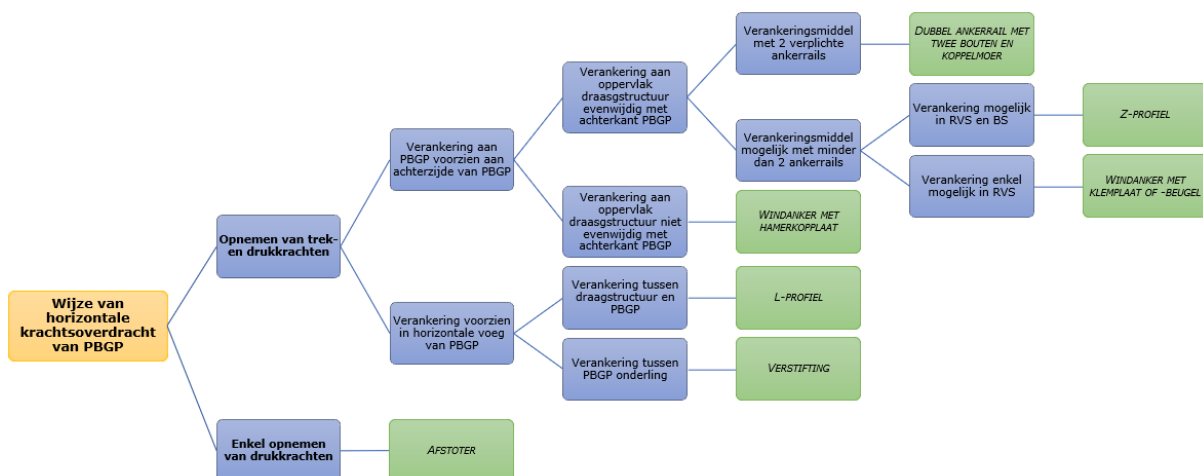 Wijze van
horizontale
krachtsoverdracht
van PBGP
Opnemen van trek-
en drukkrachten
Verankering aan
PBGP voorzien aan
achterzijde van PBGP
Verankering aan
oppervlak
draasgstructuur
evenwijdig met
achterkant PBGP
Verankeringsmiddel
met 2 verplichte
ankerrails
DUBBEL ANKERRAIL MET
TWEE BOUTEN EN
KOPPELMOER
Verankeringsmiddel
mogelijk met minder
dan 2 ankerrails
Verankering mogelijk
in RVS en BS
Z-PROFIEL
Verankering enkel
mogelijk in RVS
WINDANKER MET
KLEMPLAAT OF -BEUGEL
Verankering aan
oppervlak
draasgstructuur niet
evenwijdig met
achterkant PBGP
WINDANKER MET
HAMERKOPPLAAT
Verankering voorzien
in horizontale voeg
van PBGP
Verankering tussen
draagstructuur en
PBGP
L-PROFIEL
Verankering tussen
PBGP onderling
VERSTIFTING
Enkel opnemen
van drukkrachten
AFSTOTER